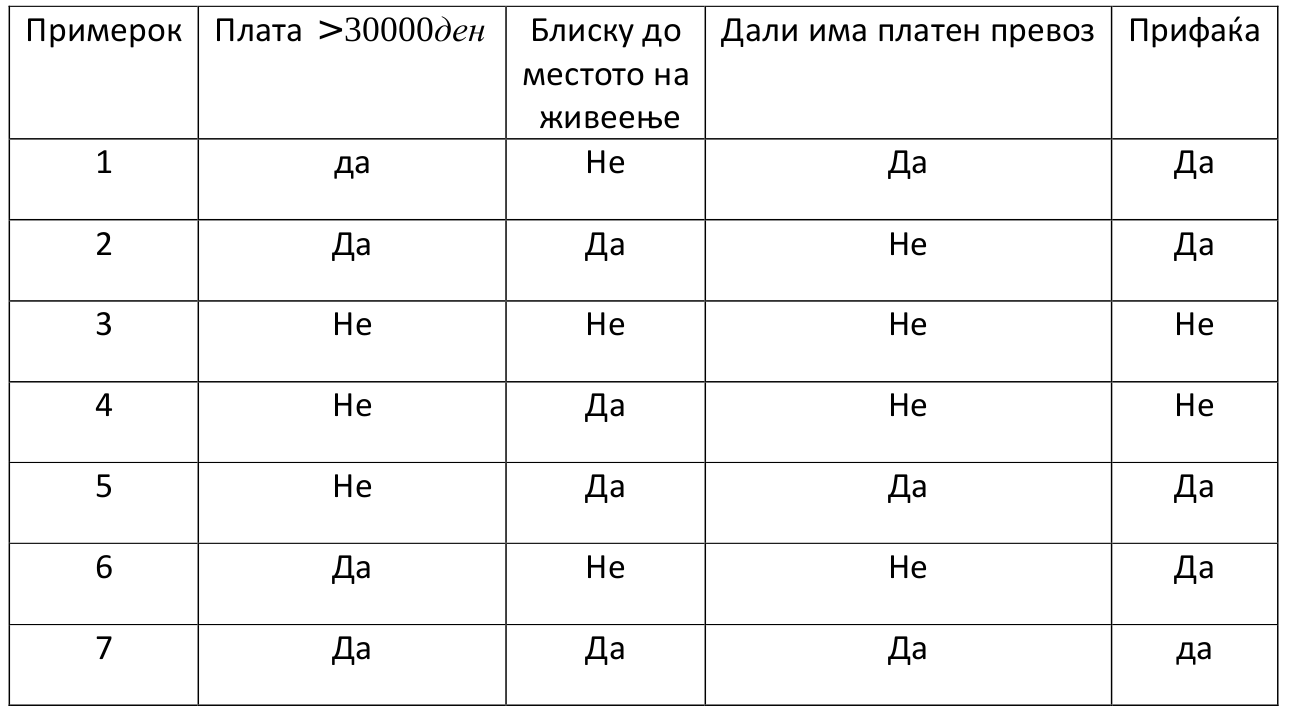 Примерок Плата >30000ден Блиску до Дали има платен превоз Прифаќа
местото на
живеење
1 да Не Да Да
2 Да Да Не Да
3 Не Не Не Не
4 Не Да Не Не
5 Не Да Да Да
6 Да Не Не Да
7 Да Да Да да